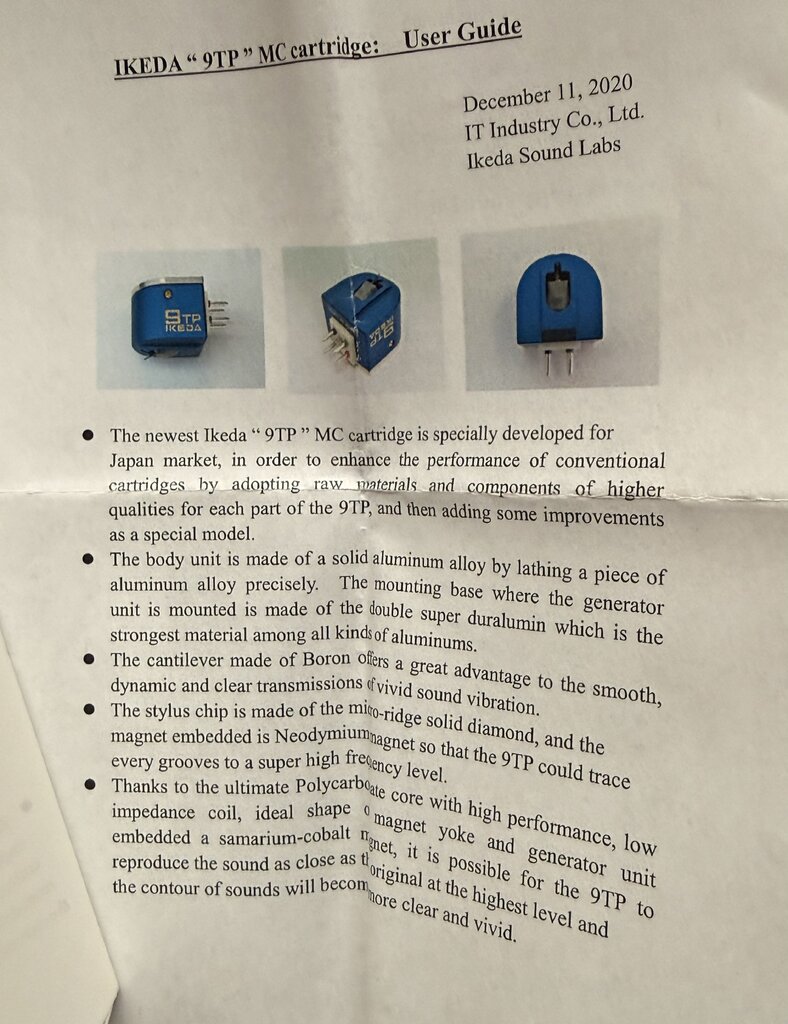 IKEDA “ 9TP ” MC cartridge: User Guide
December 11, 2020
IT Industry Co., Ltd.
Ikeda Sound Labs
9TP
IKEDA
9TP
IKEDA
● The newest Ikeda “ 9TP ” MC cartridge is specially developed for
Japan market, in order to enhance the performance of conventional
cartridges by adopting raw materials and components of higher
qualities for each part of the 9TP, and then adding some improvements
as a special model.
● The body unit is made of a solid aluminum alloy by lathing a piece of
aluminum alloy precisely. The mounting base where the generator
unit is mounted is made of the double super duralumin which is the
strongest material among all kinds of aluminums.
● The cantilever made of Boron offers a great advantage to the smooth,
dynamic and clear transmissions of vivid sound vibration.
● The stylus chip is made of the micro-ridge solid diamond, and the
magnet embedded is Neodymium magnet so that the 9TP could trace
every grooves to a super high frequency level.
● Thanks to the ultimate Polycarbonate core with high performance, low
impedance coil, ideal shape of magnet yoke and generator unit
embedded a samarium-cobalt magnet, it is possible for the 9TP to
reproduce the sound as close as the original at the highest level and
the contour of sounds will become more clear and vivid.